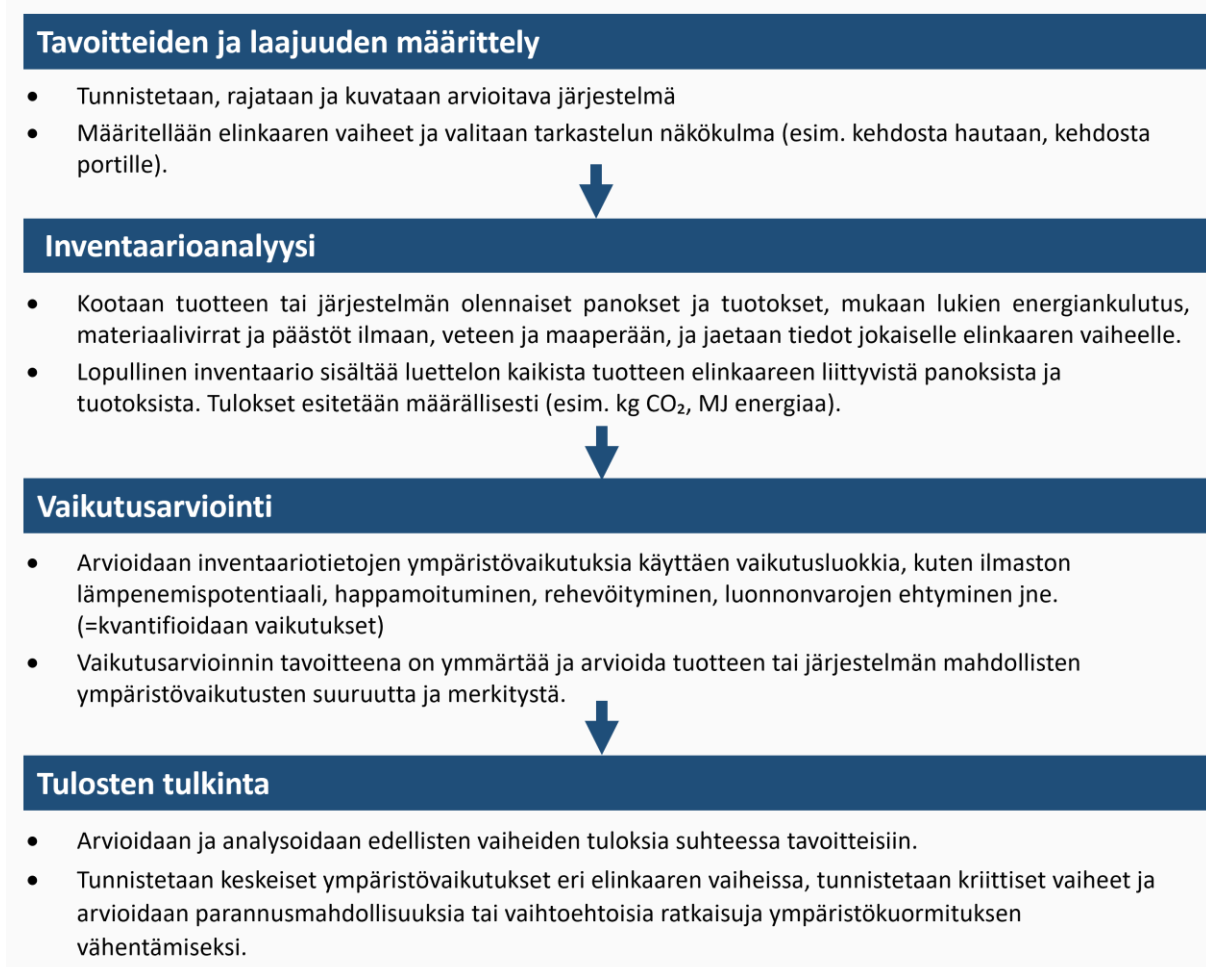 Tavoitteiden ja laajuuden määrittely
• Tunnistetaan, rajataan ja kuvataan arvioitava järjestelmä
• Määritellään elinkaaren vaiheet ja valitaan tarkastelun näkökulma (esim. kehdosta hautaan, kehdosta
portille).
Inventaarioanalyysi
• Kootaan tuotteen tai järjestelmän olennaiset panokset ja tuotokset, mukaan lukien energiankulutus,
materiaalivirrat ja päästöt ilmaan, veteen ja maaperään, ja jaetaan tiedot jokaiselle elinkaaren vaiheelle.
• Lopullinen inventaario sisältää luettelon kaikista tuotteen elinkaareen liittyvistä panoksista ja
tuotoksista. Tulokset esitetään määrällisesti (esim. kg CO₂, MJ energiaa).
Vaikutusarviointi
• Arvioidaan inventaariotietojen ympäristövaikutuksia käyttäen vaikutusluokkia, kuten ilmaston
lämpenemispotentiaali, happamoituminen, rehevöityminen, luonnonvarojen ehtyminen jne.
(=kvantifioidaan vaikutukset)
• Vaikutusarvioinnin tavoitteena on ymmärtää ja arvioida tuotteen tai järjestelmän mahdollisten
ympäristövaikutusten suuruutta ja merkitystä.
Tulosten tulkinta
• Arvioidaan ja analysoidaan edellisten vaiheiden tuloksia suhteessa tavoitteisiin.
• Tunnistetaan keskeiset ympäristövaikutukset eri elinkaaren vaiheissa, tunnistetaan kriittiset vaiheet ja
arvioidaan parannusmahdollisuuksia tai vaihtoehtoisia ratkaisuja ympäristökuormituksen
vähentämiseksi.